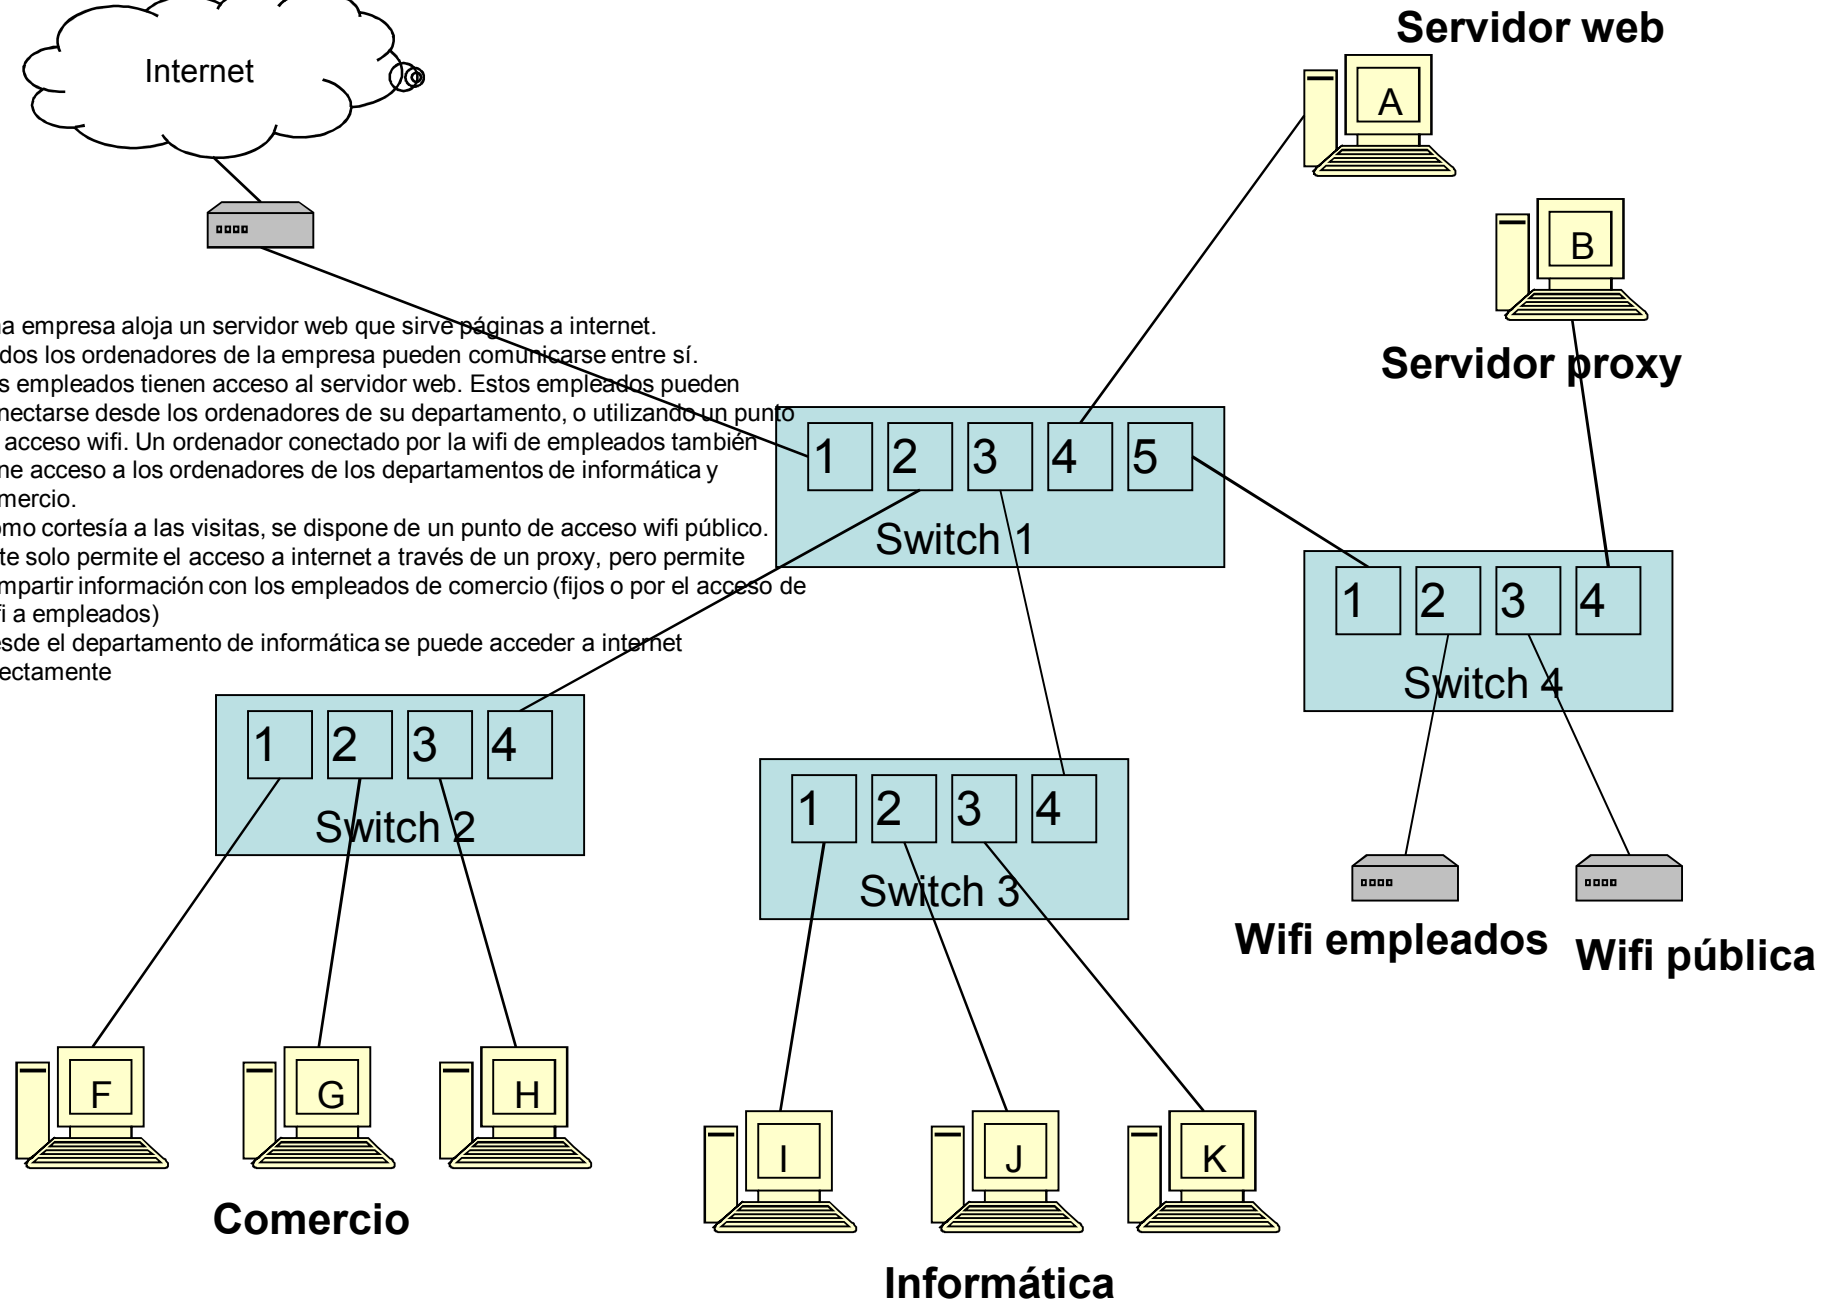 Internet
Servidor web
A
B
Servidor proxy
na empresa aloja un servidor web que sirve páginas a internet.
dos los ordenadores de la empresa pueden comunicarse entre sí.
s empleados tienen acceso al servidor web. Estos empleados pueden
nectarse desde los ordenadores de su departamento, o utilizando un punto
acceso wifi. Un ordenador conectado por la wifi de empleados también
ne acceso a los ordenadores de los departamentos de informática y
mercio.
omo cortesía a las visitas, se dispone de un punto de acceso wifi público.
te solo permite el acceso a internet a través de un proxy, pero permite
mpartir información con los empleados de comercio (fijos o por el acceso de
fi a empleados)
esde el departamento de informática se puede acceder a internet
ectamente
1 2 3 4 5
Switch 1
1 2 3 4
Switch 4
1 2 3 4
Switch 2
1 2 3 4
Switch 3
Wifi empleados
Wifi pública
F G H
Comercio
I J K
Informática